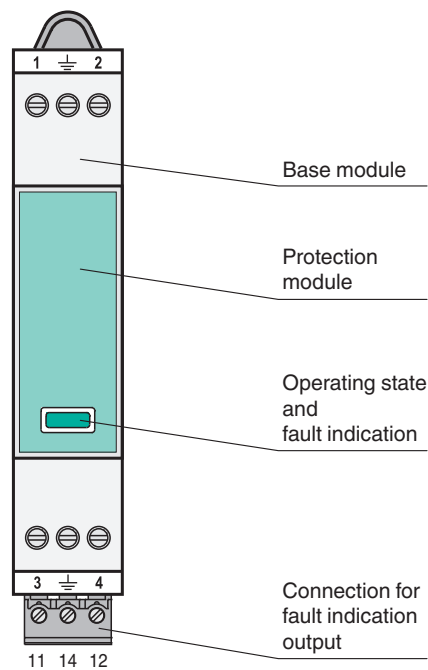 1 ⏚ 2
Base module
Protection
module
Operating state
and
fault indication
3 ⏚ 4
Connection for
fault indication
output
11 14 12